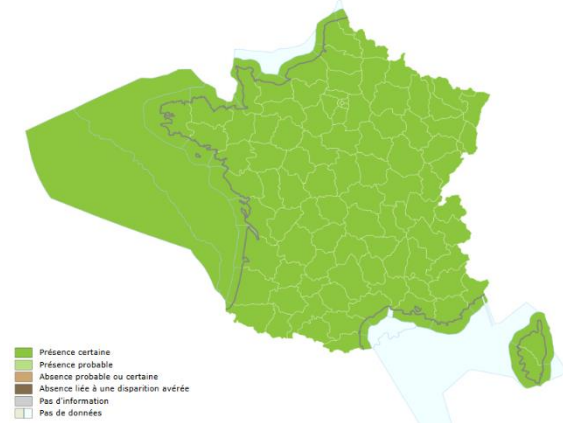 Présence certaine
Présence probable
Absence probable ou certaine
Absence liée à une disparition avérée
Pas d'information
Pas de données